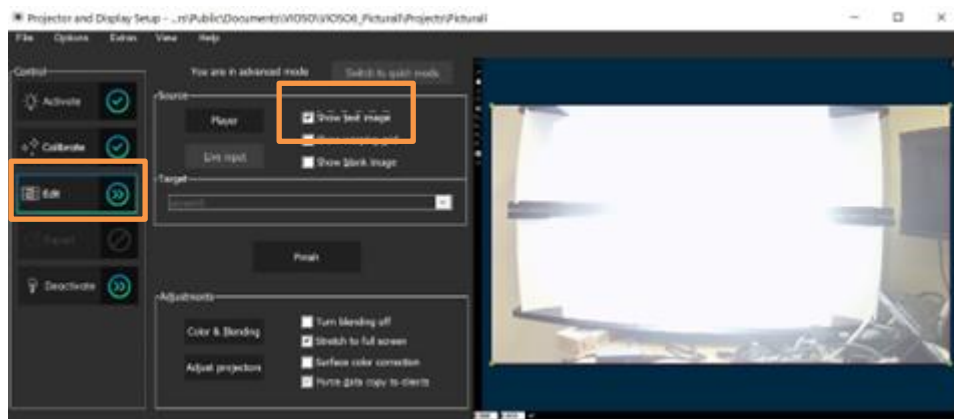 Projector and Display Setup - ...rs\Public\Documents\VIOSO\VIOSO6_Picturall\Projects\Picturall
File Options Extras View Help
Control
You are in advanced mode
Switch to quick mode
Activate
Calibrate
Edit
Export
Deactivate
Source
Player
Show test image
Live input
Show blank image
Target
Finish
Adjustments
Color & Blending
Turn blending off
Stretch to full screen
Adjust projectors
Surface color correction
Force data copy to clients